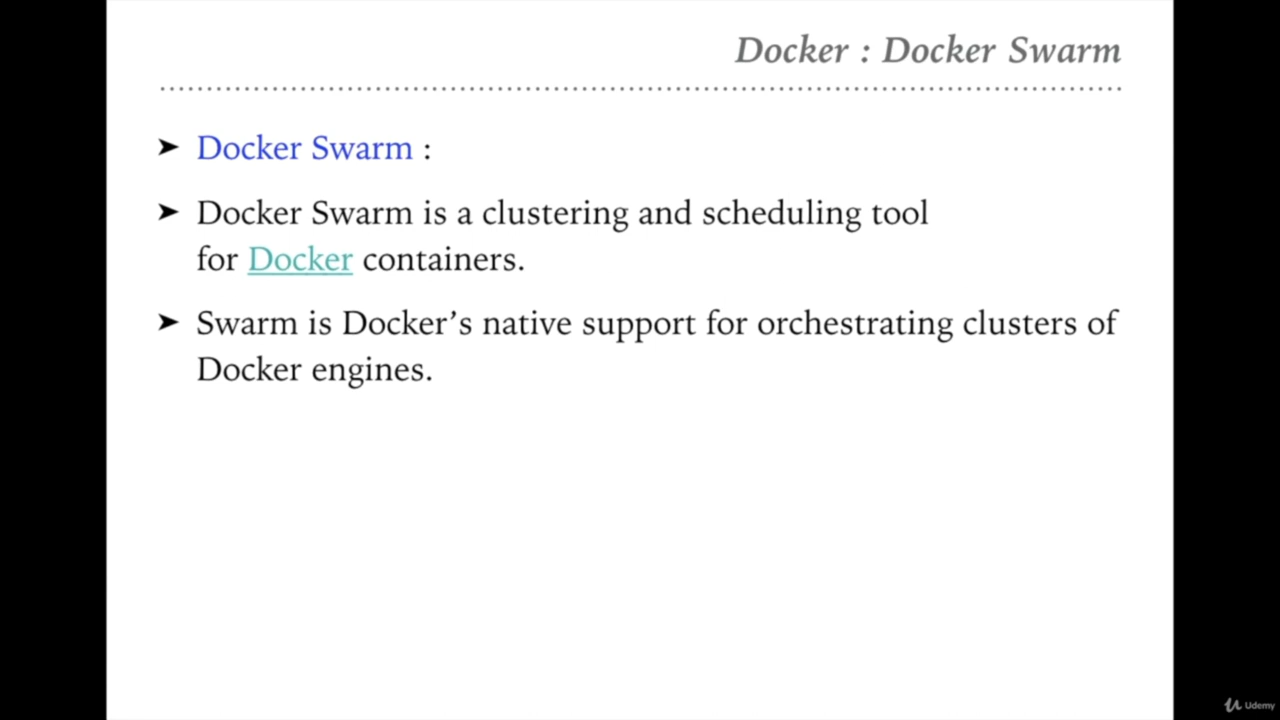 Docker : Docker Swarm
➤ Docker Swarm :
➤ Docker Swarm is a clustering and scheduling tool
for Docker containers.
➤ Swarm is Docker’s native support for orchestrating clusters of
Docker engines.
Udemy